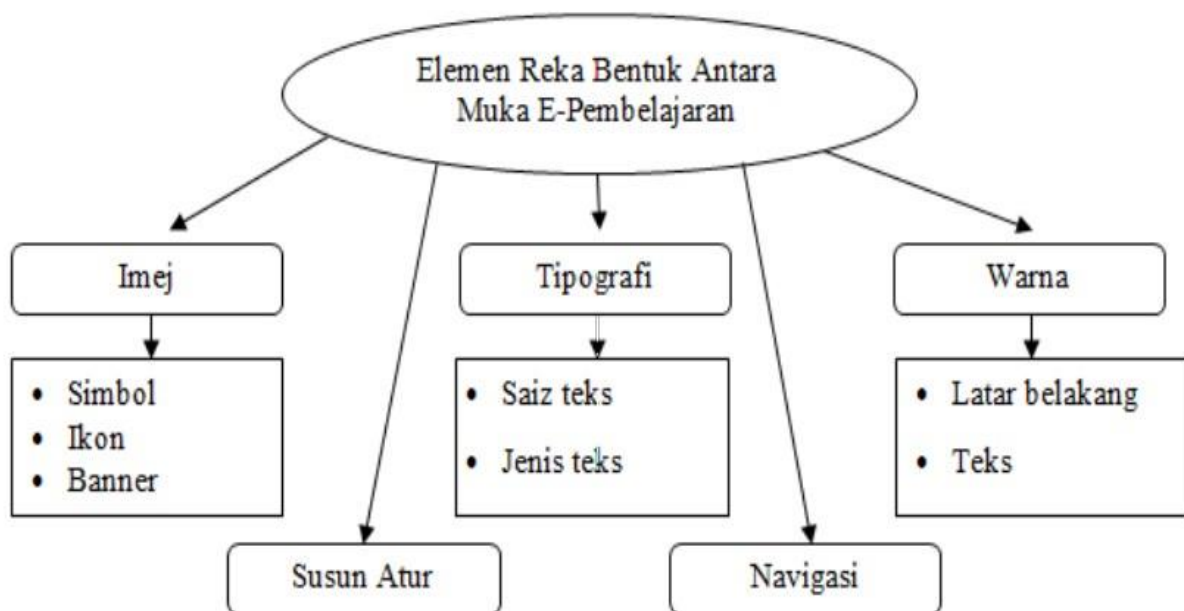 Elemen Reka Bentuk Antara
Muka E-Pembelajaran
Imej
Tipografi
Warna
• Simbol
• Ikon
• Banner
• Saiz teks
• Jenis teks
• Latar belakang
• Teks
Susun Atur
Navigasi